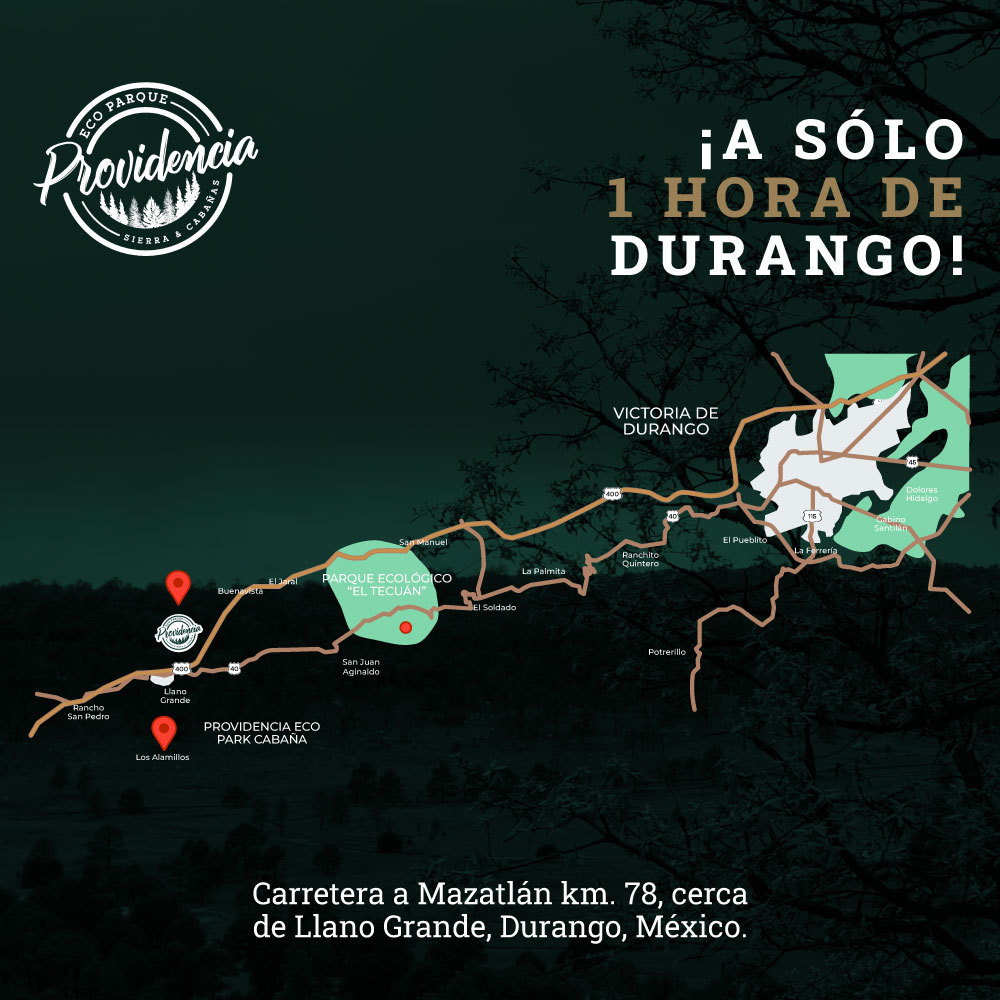 ECO PARQUE
Providencia
SIERRA & CABAÑAS
¡A SÓLO
1 HORA DE
DURANGO!
VICTORIA DE
DURANGO
45
Dolores
Hidalgo
400
40
115
Gabino
Santillán
El Pueblito
La Ferrería
San Manuel
Ranchito
Quintero
La Palmita
PARQUE ECOLÓGICO
“EL TECUÁN”
El Jaral
Buenavista
El Soldado
Providencia
Potrerillo
San Juan
Aginaldo
400
40
Llano
Grande
Rancho
San Pedro
PROVIDENCIA ECO
PARK CABAÑA
Los Alamillos
Carretera a Mazatlán km. 78, cerca
de Llano Grande, Durango, México.